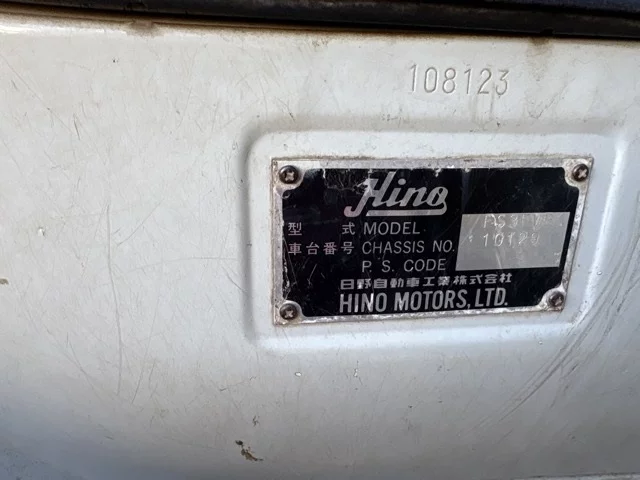 108123
Hino
型 式 MODEL
車台番号 CHASSIS NO.
P. S. CODE
日野自動車工業株式会社
HINO MOTORS, LTD.